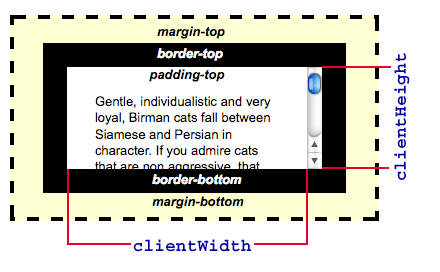 margin-top
border-top
padding-top
Gentle, individualistic and very
loyal, Birman cats fall between
Siamese and Persian in
character. If you admire cats
that are non aggressive, that
border-bottom
margin-bottom
clientWidth
clientHeight